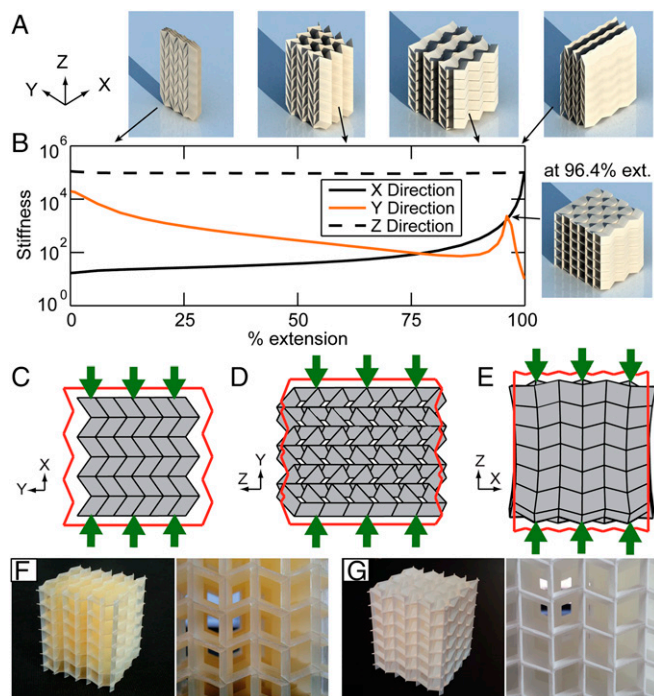 A
Z
Y
X
B
at 96.4% ext.
10^6
10^4
10^2
10^0
Stiffness
X Direction
Y Direction
Z Direction
0
25
50
75
100
% extension
C
D
E
X
Y
Y
Z
Z
X
F
G